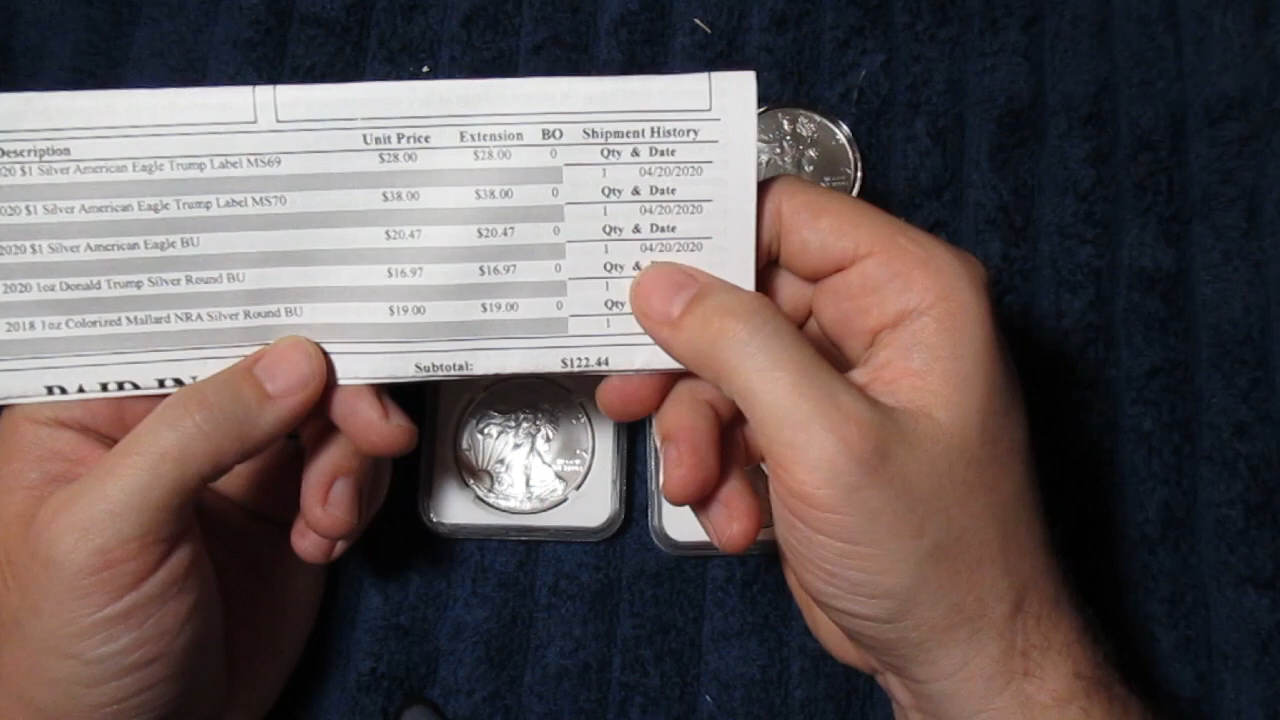 Description Unit Price Extension BO Shipment History
20 $1 Silver American Eagle Trump Label MS69 $28.00 $28.00 0 Qty & Date
1 04/20/2020
020 $1 Silver American Eagle Trump Label MS70 $38.00 $38.00 0 Qty & Date
1 04/20/2020
2020 $1 Silver American Eagle BU $20.47 $20.47 0 Qty & Date
1 04/20/2020
2020 1oz Donald Trump Silver Round BU $16.97 $16.97 0 Qty &
1
2018 1oz Colorized Mallard NRA Silver Round BU $19.00 $19.00 0 Qty
1
Subtotal: $122.44
PAID IN